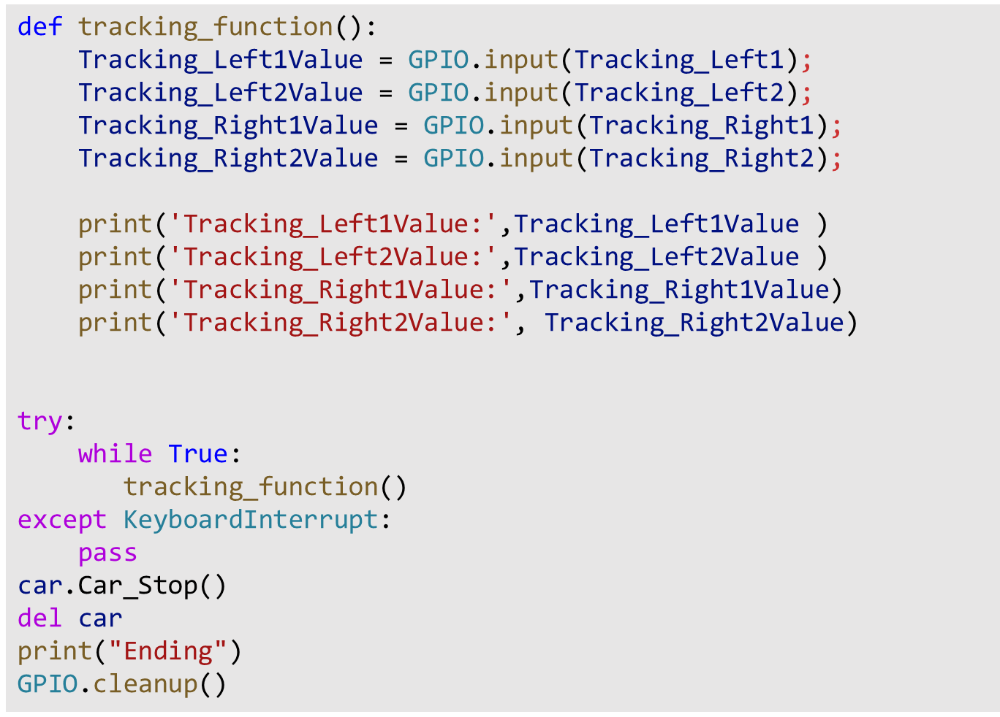 def tracking_function():
    Tracking_Left1Value = GPIO.input(Tracking_Left1);
    Tracking_Left2Value = GPIO.input(Tracking_Left2);
    Tracking_Right1Value = GPIO.input(Tracking_Right1);
    Tracking_Right2Value = GPIO.input(Tracking_Right2);

    print('Tracking_Left1Value:',Tracking_Left1Value )
    print('Tracking_Left2Value:',Tracking_Left2Value )
    print('Tracking_Right1Value:',Tracking_Right1Value)
    print('Tracking_Right2Value:', Tracking_Right2Value)


try:
    while True:
       tracking_function()
except KeyboardInterrupt:
    pass
car.Car_Stop()
del car
print("Ending")
GPIO.cleanup()